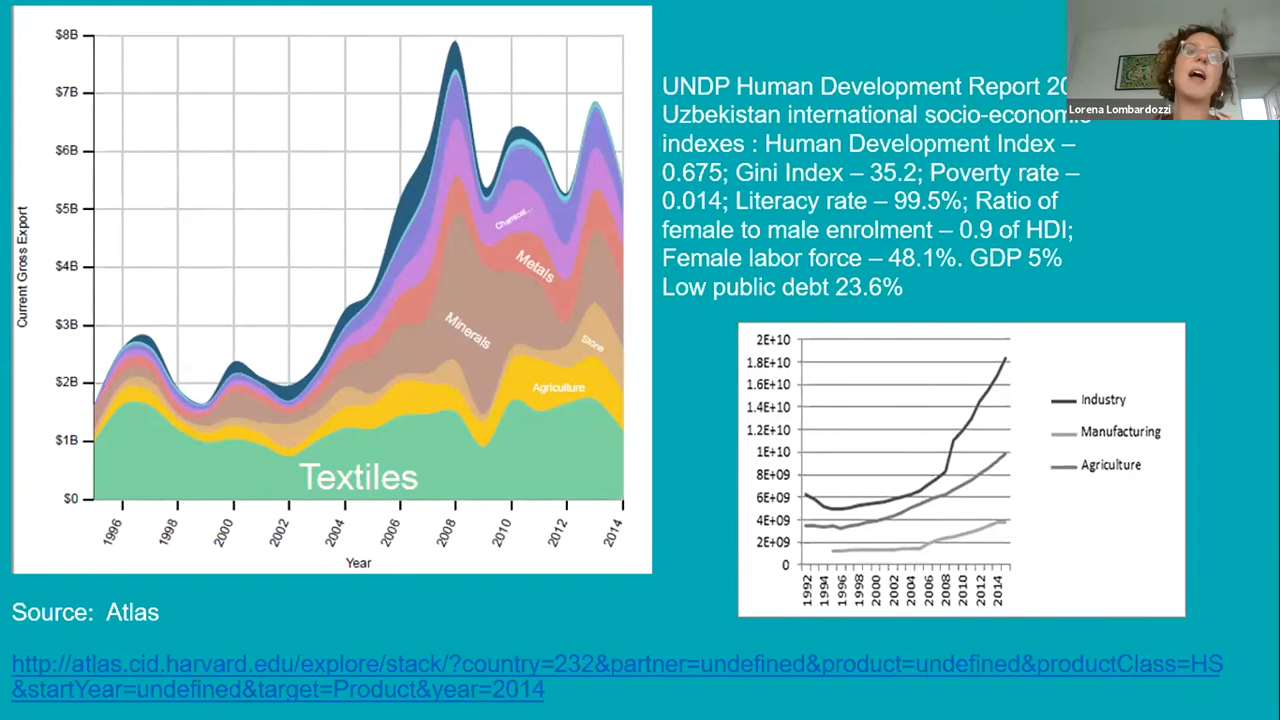 $8B
$7B
$6B
$5B
$4B
$3B
$2B
$1B
$0
Current Gross Export
Chemical...
Metals
Minerals
Stone
Agriculture
Textiles
1996
1998
2000
2002
2004
2006
2008
2010
2012
2014
Year
UNDP Human Development Report
Uzbekistan international socio-economic
indexes : Human Development Index –
0.675; Gini Index – 35.2; Poverty rate –
0.014; Literacy rate – 99.5%; Ratio of
female to male enrolment – 0.9 of HDI;
Female labor force – 48.1%. GDP 5%
Low public debt 23.6%
Lorena Lombardozzi
2E+10
1.8E+10
1.6E+10
1.4E+10
1.2E+10
1E+10
8E+09
6E+09
4E+09
2E+09
0
1992
1994
1996
1998
2000
2002
2004
2006
2008
2010
2012
2014
Industry
Manufacturing
Agriculture
Source: Atlas
http://atlas.cid.harvard.edu/explore/stack/?country=232&partner=undefined&product=undefined&productClass=HS
&startYear=undefined&target=Product&year=2014